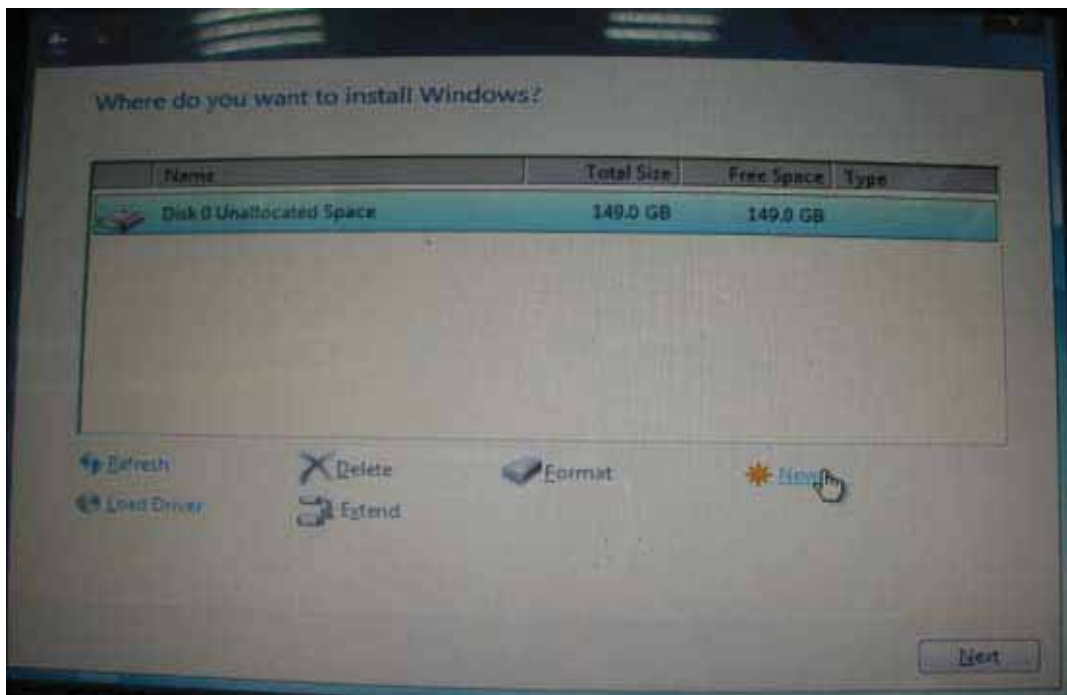 Where do you want to install Windows?
Name Total Size Free Space Type
Disk 0 Unallocated Space 149.0 GB 149.0 GB
Refresh Delete Format New
Load Driver Extend
Next